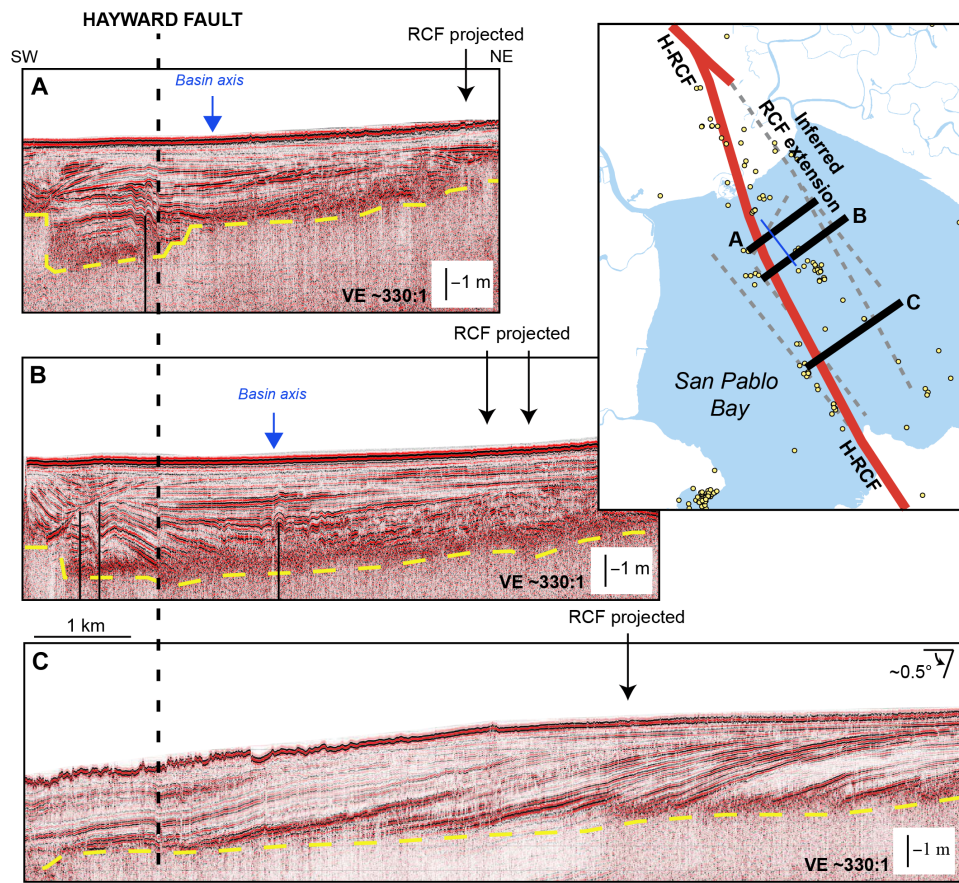 HAYWARD FAULT
RCF projected
SW
NE
A
Basin axis
VE ~330:1
–1 m
RCF projected
B
Basin axis
VE ~330:1
–1 m
1 km
RCF projected
C
~0.5°
VE ~330:1
–1 m
H-RCF
Inferred
RCF extension
A
B
C
San Pablo
Bay
H-RCF